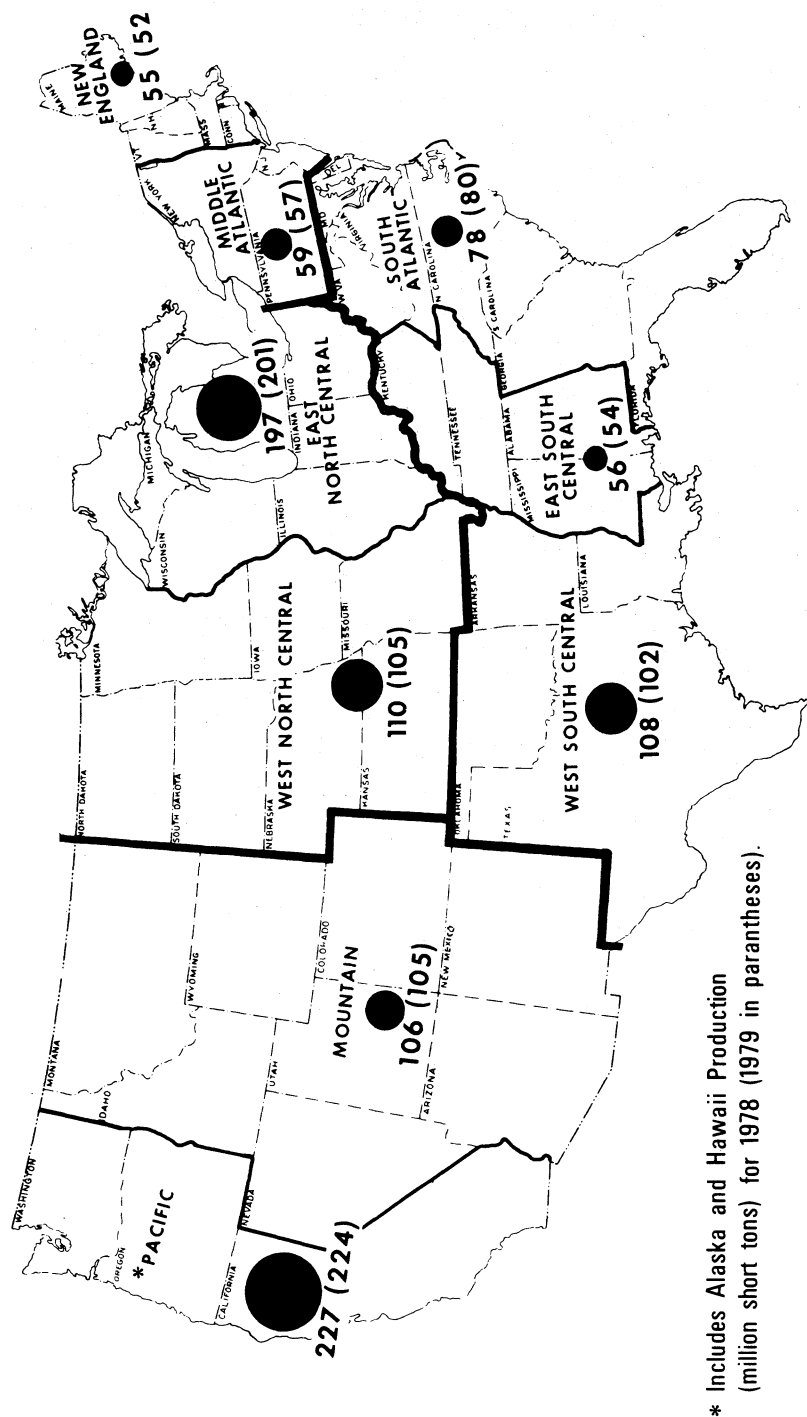 WASHINGTON
MONTANA
NORTH DAKOTA
MINNESOTA
OREGON
IDAHO
SOUTH DAKOTA
WISCONSIN
MICHIGAN
*PACIFIC
WYOMING
NEBRASKA
IOWA
CALIFORNIA
NEVADA
UTAH
COLORADO
KANSAS
MISSOURI
ILLINOIS
INDIANA
OHIO
227 (224)
MOUNTAIN
106 (105)
ARIZONA
NEW MEXICO
WEST NORTH CENTRAL
110 (105)
197 (201)
EAST
NORTH CENTRAL
OKLAHOMA
TEXAS
ARKANSAS
LOUISIANA
WEST SOUTH CENTRAL
108 (102)
KENTUCKY
TENNESSEE
MISSISSIPPI
ALABAMA
GEORGIA
FLORIDA
EAST SOUTH
CENTRAL
56 (54)
W VA
VIRGINIA
MD
DEL
N CAROLINA
S CAROLINA
SOUTH
ATLANTIC
78 (80)
NEW YORK
PENNSYLVANIA
N J
MIDDLE
ATLANTIC
59 (57)
MAINE
VT
NH
MASS
CONN
NEW
ENGLAND
55 (52
* Includes Alaska and Hawaii Production
(million short tons) for 1978 (1979 in parantheses).